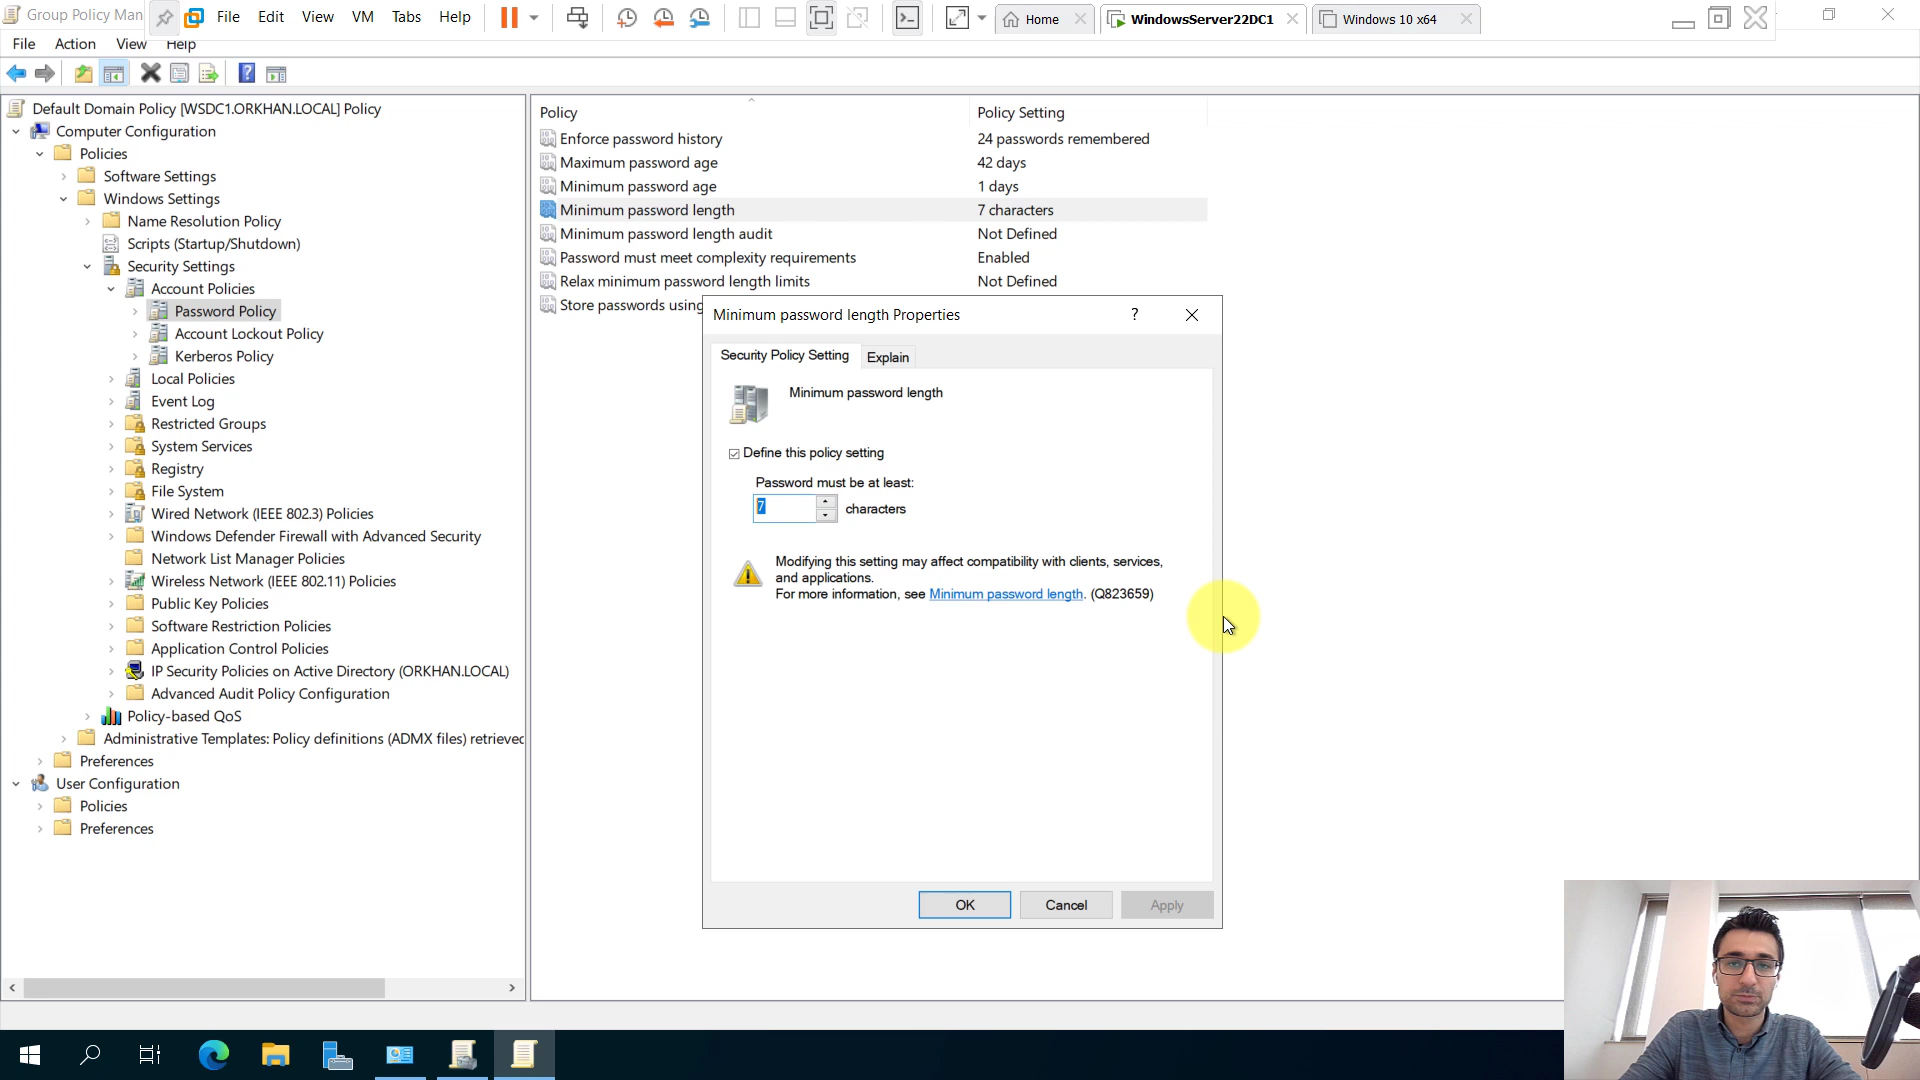 Group Policy Man
File Edit View VM Tabs Help
Home
WindowsServer22DC1
Windows 10 x64
File Action View Help
Default Domain Policy [WSDC1.ORKHAN.LOCAL] Policy
Computer Configuration
Policies
Software Settings
Windows Settings
Name Resolution Policy
Scripts (Startup/Shutdown)
Security Settings
Account Policies
Password Policy
Account Lockout Policy
Kerberos Policy
Local Policies
Event Log
Restricted Groups
System Services
Registry
File System
Wired Network (IEEE 802.3) Policies
Windows Defender Firewall with Advanced Security
Network List Manager Policies
Wireless Network (IEEE 802.11) Policies
Public Key Policies
Software Restriction Policies
Application Control Policies
IP Security Policies on Active Directory (ORKHAN.LOCAL)
Advanced Audit Policy Configuration
Policy-based QoS
Administrative Templates: Policy definitions (ADMX files) retrieved
Preferences
User Configuration
Policies
Preferences
Policy Policy Setting
Enforce password history 24 passwords remembered
Maximum password age 42 days
Minimum password age 1 days
Minimum password length 7 characters
Minimum password length audit Not Defined
Password must meet complexity requirements Enabled
Relax minimum password length limits Not Defined
Store passwords using
Minimum password length Properties ?
Security Policy Setting Explain
Minimum password length
Define this policy setting
Password must be at least:
7 characters
Modifying this setting may affect compatibility with clients, services,
and applications.
For more information, see Minimum password length. (Q823659)
OK Cancel Apply